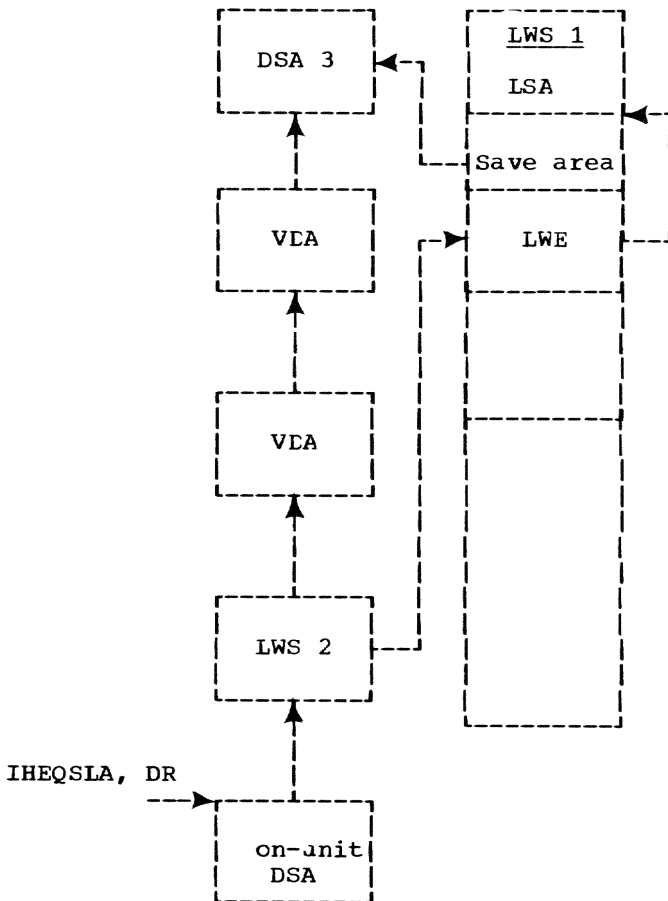 DSA 3
LWS 1
LSA
Save area
VDA
LWE
VDA
LWS 2
IHEQSLA, DR
on-unit
DSA